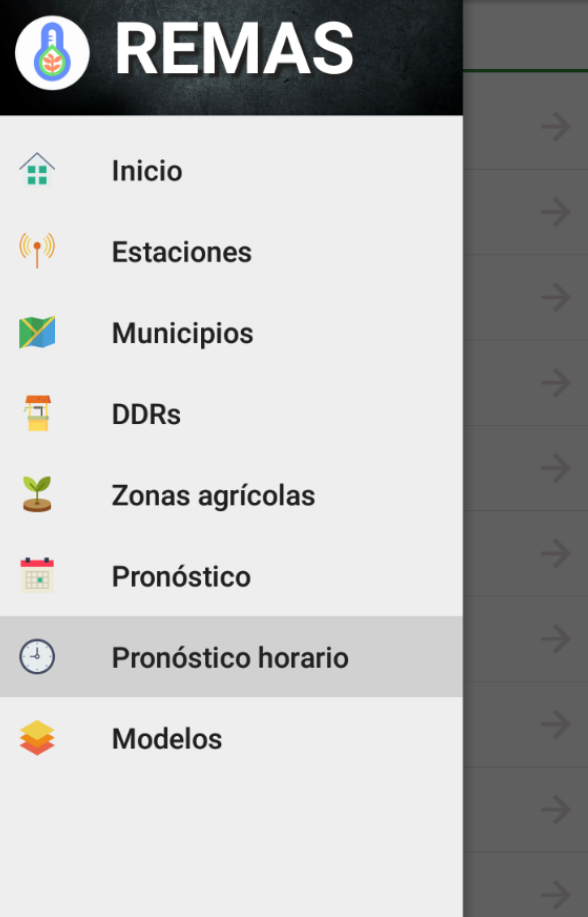 REMAS
Inicio
Estaciones
Municipios
DDRs
Zonas agrícolas
Pronóstico
Pronóstico horario
Modelos